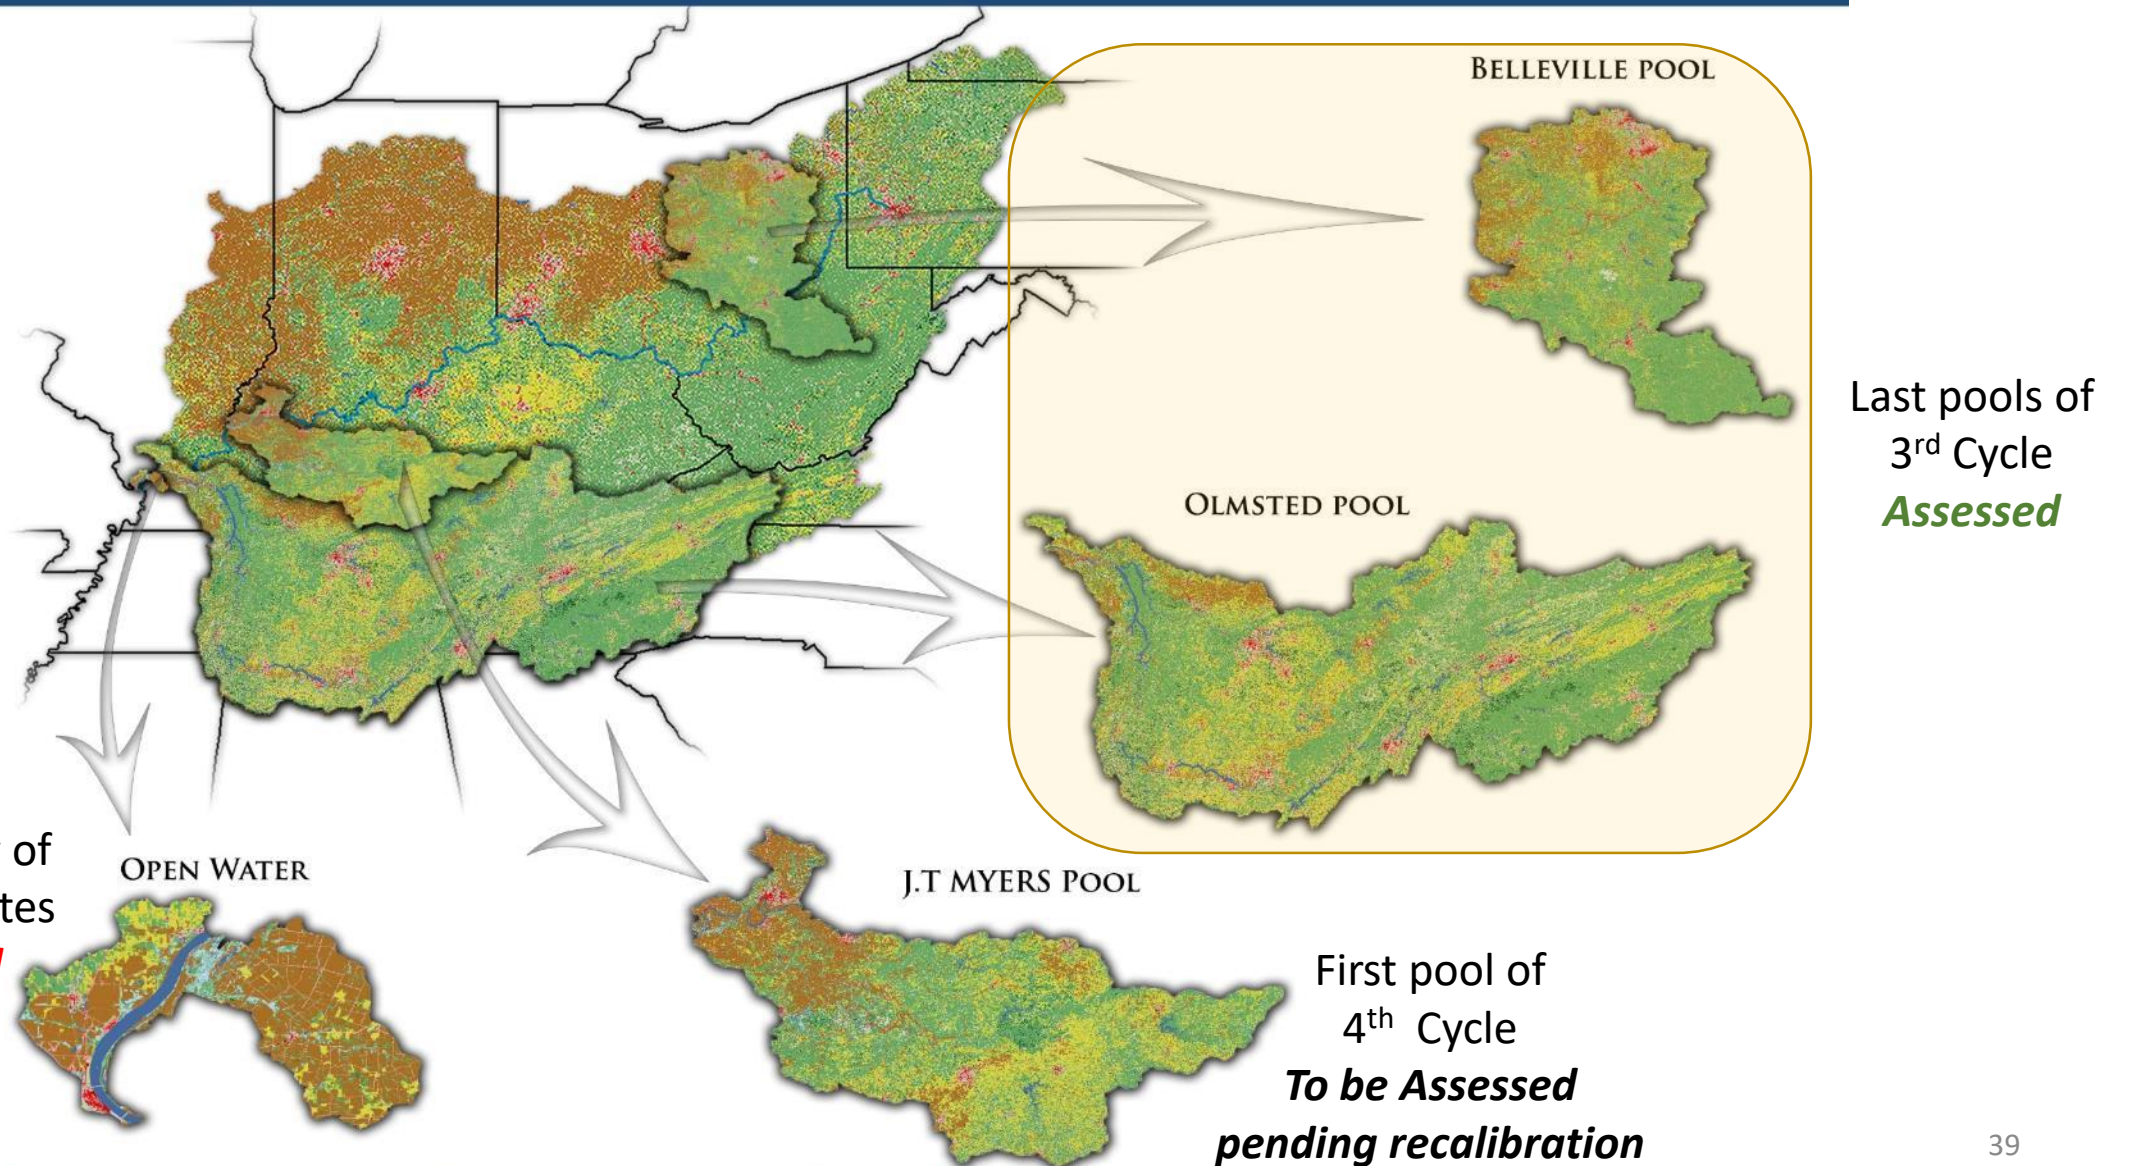 BELLEVILLE POOL
Last pools of
3rd Cycle
Assessed
OLMSTED POOL
of
OPEN WATER
J.T MYERS POOL
First pool of
4th Cycle
To be Assessed
pending recalibration
39